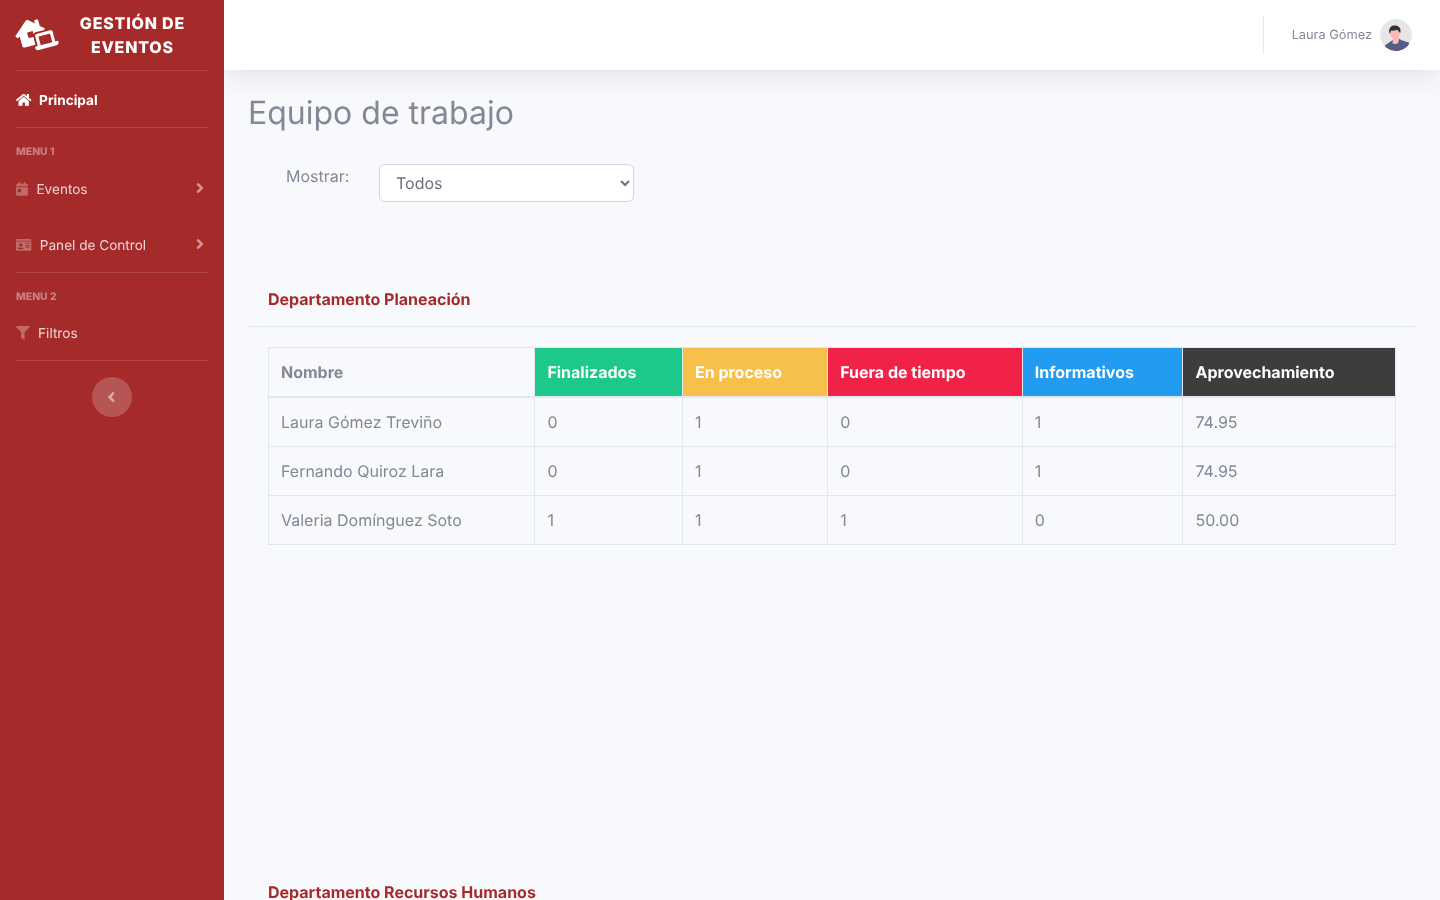 GESTIÓN DE
EVENTOS
Principal
MENU 1
Eventos
Panel de Control
MENU 2
Filtros
Laura Gómez
Equipo de trabajo
Mostrar: Todos
Departamento Planeación
Nombre Finalizados En proceso Fuera de tiempo Informativos Aprovechamiento
Laura Gómez Treviño 0 1 0 1 74.95
Fernando Quiroz Lara 0 1 0 1 74.95
Valeria Domínguez Soto 1 1 1 0 50.00
Departamento Recursos Humanos